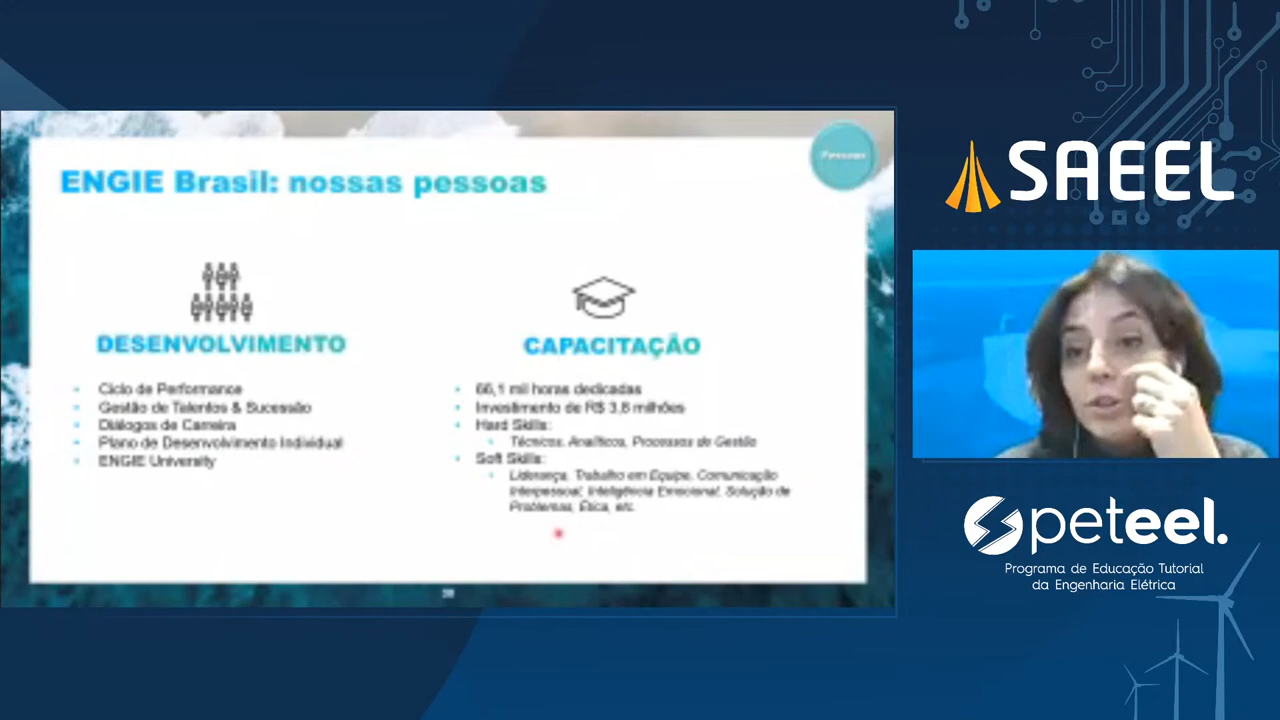 ENGIE Brasil: nossas pessoas
Pessoas
DESENVOLVIMENTO
• Ciclo de Performance
• Gestão de Talentos & Sucessão
• Diálogos de Carreira
• Plano de Desenvolvimento Individual
• ENGIE University
CAPACITAÇÃO
• 66,1 mil horas dedicadas
• Investimento de R$ 3,8 milhões
• Hard Skills:
• Técnicos, Analíticos, Processos de Gestão
• Soft Skills:
• Liderança, Trabalho em Equipe, Comunicação
Interpessoal, Inteligência Emocional, Solução de
Problemas, Ética, etc.
SAEEL
peteel.
Programa de Educação Tutorial
da Engenharia Elétrica